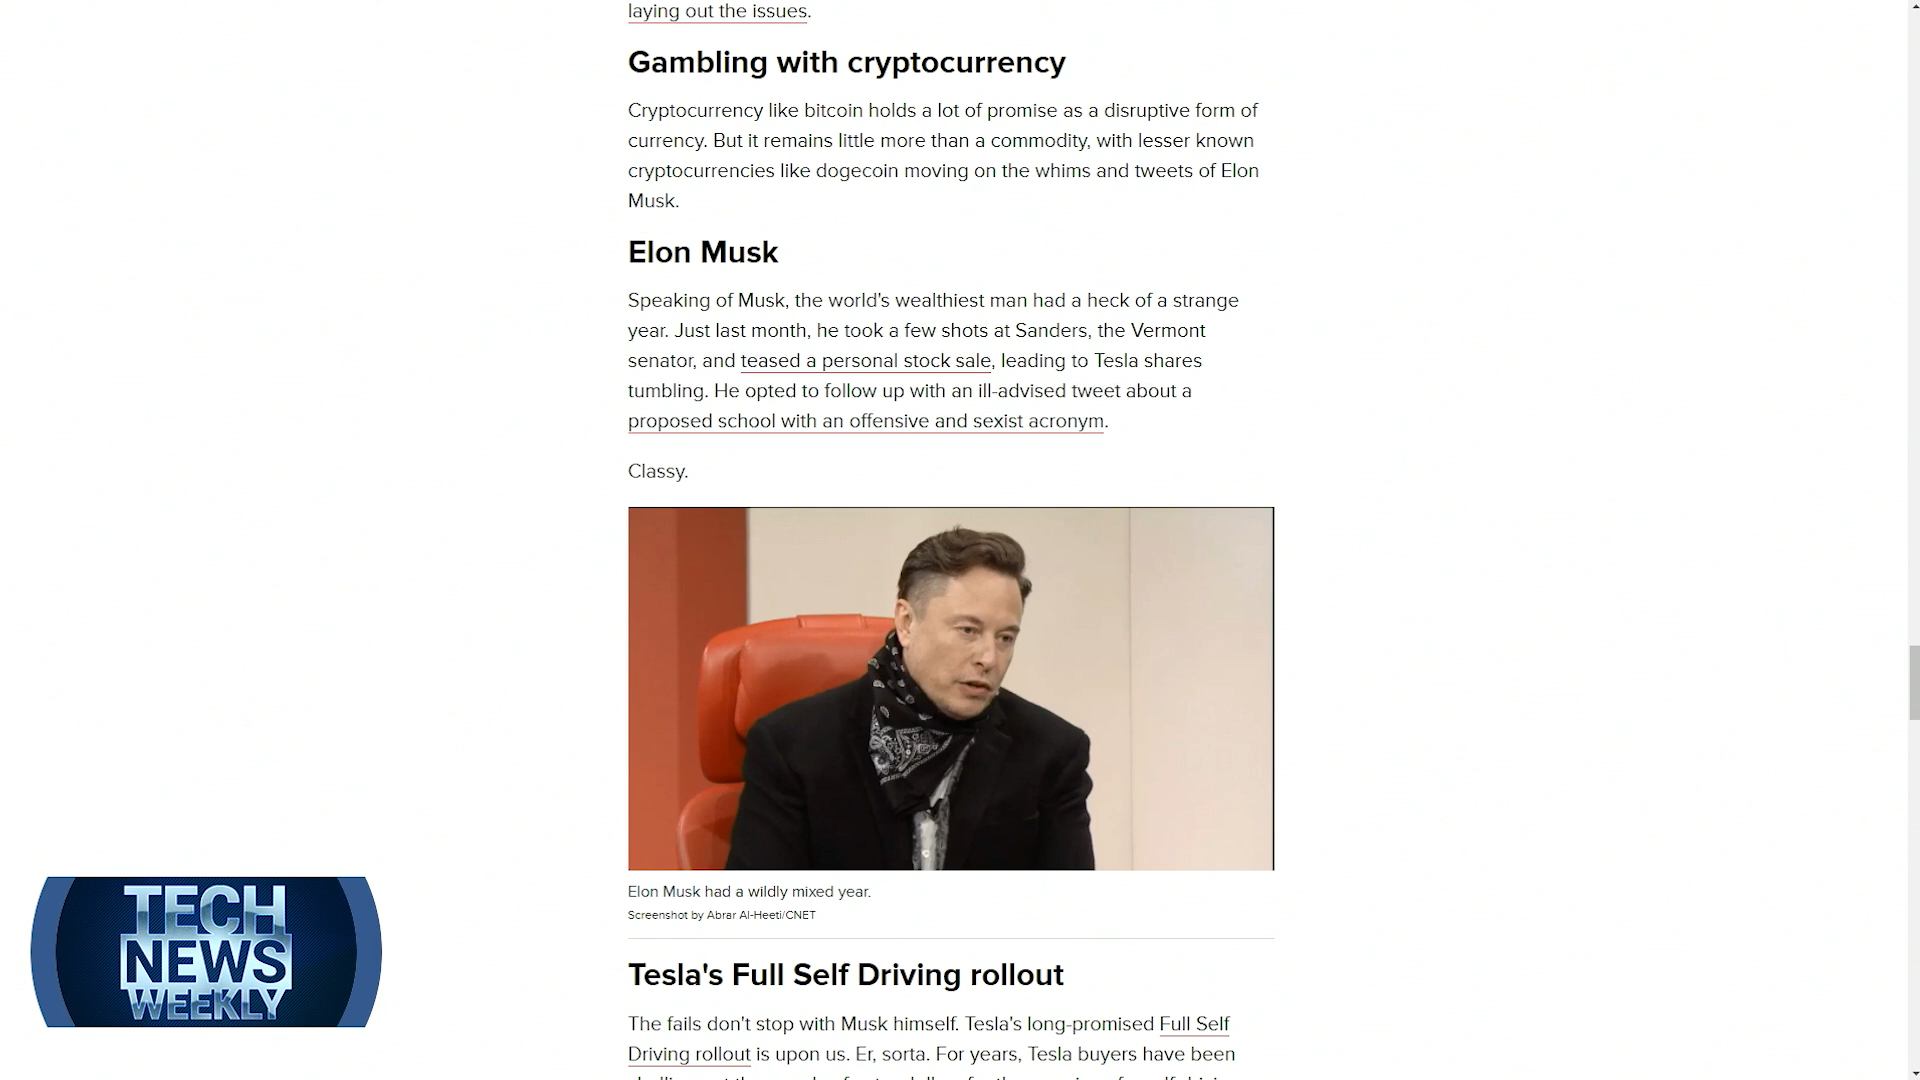 laying out the issues.
Gambling with cryptocurrency
Cryptocurrency like bitcoin holds a lot of promise as a disruptive form of
currency. But it remains little more than a commodity, with lesser known
cryptocurrencies like dogecoin moving on the whims and tweets of Elon
Musk.
Elon Musk
Speaking of Musk, the world's wealthiest man had a heck of a strange
year. Just last month, he took a few shots at Sanders, the Vermont
senator, and teased a personal stock sale, leading to Tesla shares
tumbling. He opted to follow up with an ill-advised tweet about a
proposed school with an offensive and sexist acronym.
Classy.
Elon Musk had a wildly mixed year.
Screenshot by Abrar Al-Heeti/CNET
Tesla's Full Self Driving rollout
The fails don't stop with Musk himself. Tesla's long-promised Full Self
Driving rollout is upon us. Er, sorta. For years, Tesla buyers have been
TECH
NEWS
WEEKLY